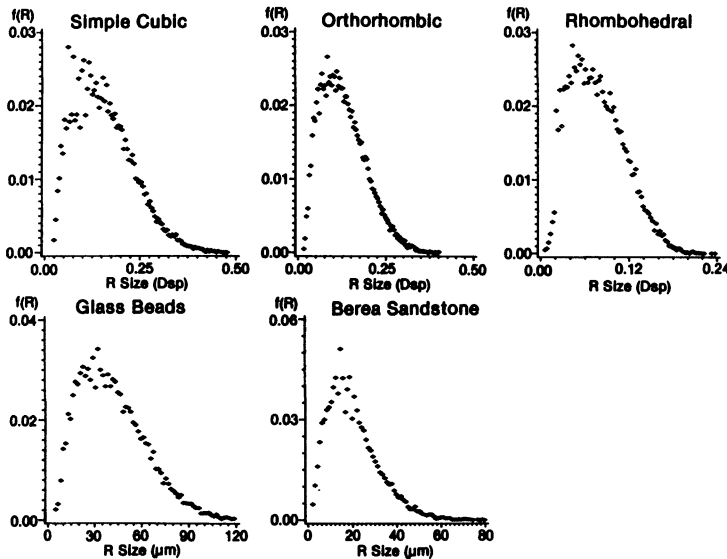 f(R) Simple Cubic
0.03
0.02
0.01
0.00
0.00 0.25 0.50
R Size (Dsp)
f(R) Orthorhombic
0.03
0.02
0.01
0.00
0.00 0.25 0.50
R Size (Dsp)
f(R) Rhombohedral
0.03
0.02
0.01
0.00
0.00 0.12 0.24
R Size (Dsp)
f(R) Glass Beads
0.04
0.02
0.00
0 30 60 90 120
R Size (µm)
f(R) Berea Sandstone
0.06
0.03
0.00
0 20 40 60 80
R Size (µm)